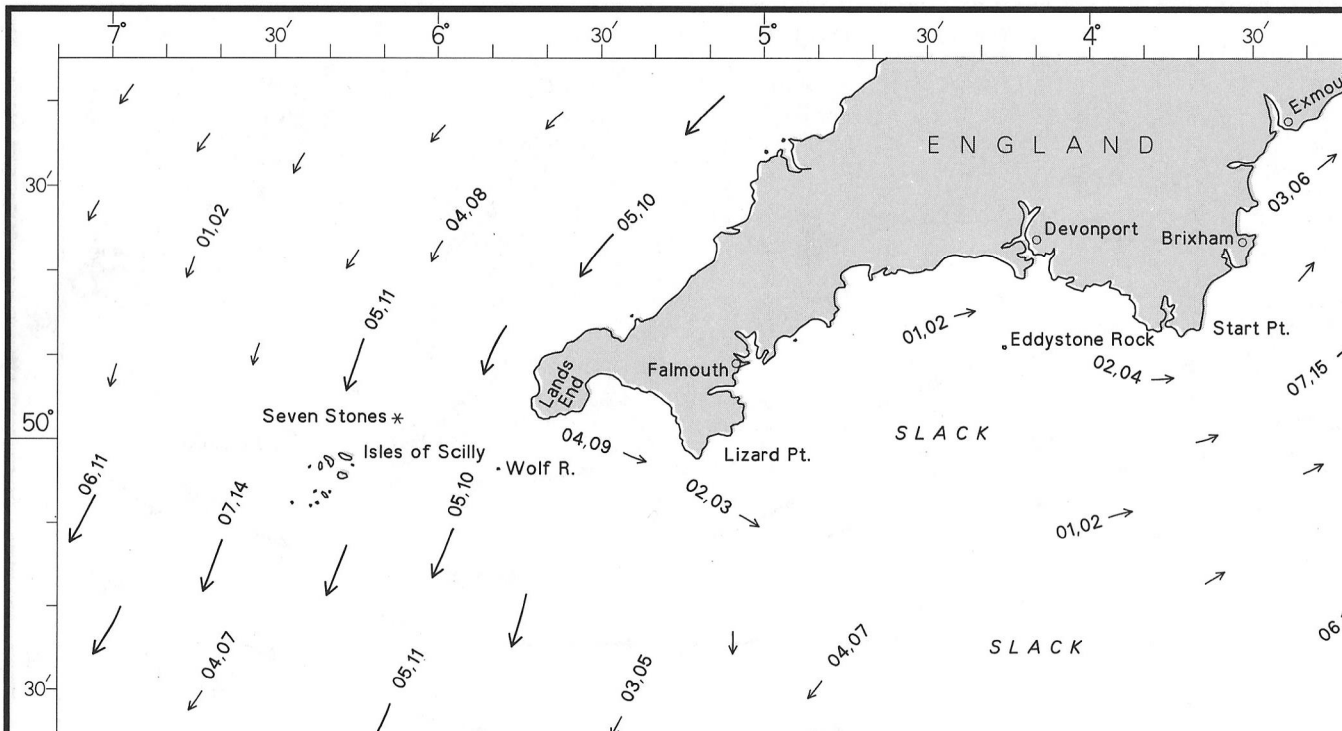 7°
30′
6°
30′
5°
30′
4°
30′
ENGLAND
Exmou
30′
01,02
04,08
05,10
03,06
Devonport
Brixham
05,11
01,02
Start Pt.
Eddystone Rock
Lands End
Falmouth
02,04
07,15
Seven Stones
50°
SLACK
04,09
Isles of Scilly
Lizard Pt.
Wolf R.
06,11
07,14
05,10
02,03
01,02
04,07
05,11
03,05
04,07
SLACK
06
30′